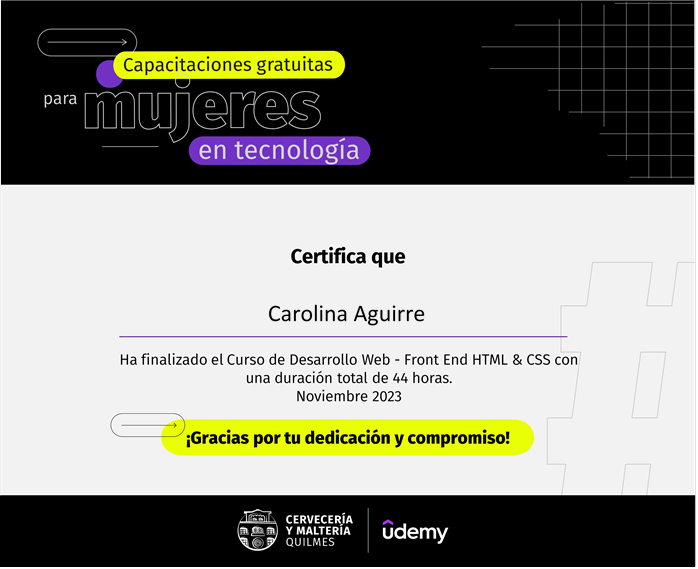 Capacitaciones gratuitas
para mujeres
en tecnología
Certifica que
Carolina Aguirre
Ha finalizado el Curso de Desarrollo Web - Front End HTML & CSS con
una duración total de 44 horas.
Noviembre 2023
¡Gracias por tu dedicación y compromiso!
CERVECERÍA
Y MALTERÍA
QUILMES
udemy